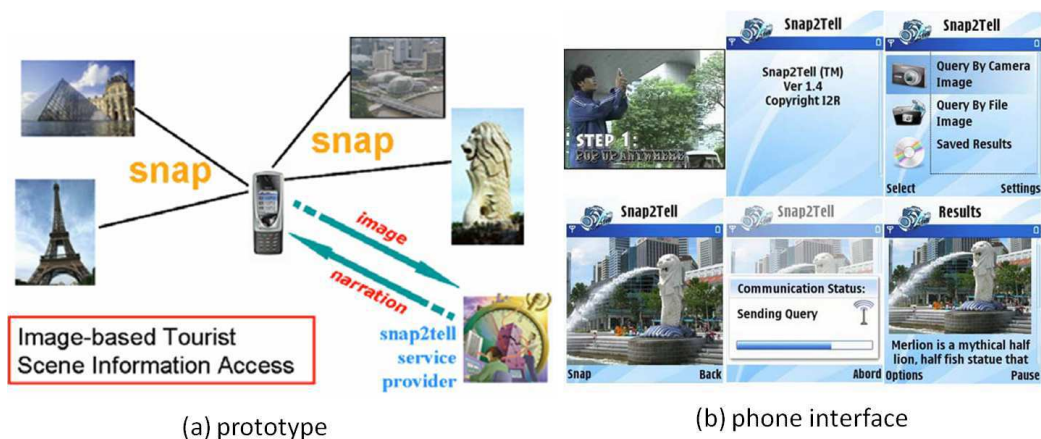 snap
snap
image
narration
snap2tell
service
provider
Image-based Tourist
Scene Information Access
(a) prototype
STEP 1:
POP UP ANYWHERE
Snap2Tell
Snap2Tell (TM)
Ver 1.4
Copyright I2R
Snap2Tell
Query By Camera
Image
Query By File
Image
Saved Results
Select
Settings
Snap2Tell
Snap
Back
Snap2Tell
Communication Status:
Sending Query
Abord
Results
Merlion is a mythical half
lion, half fish statue that
Options
Pause
(b) phone interface